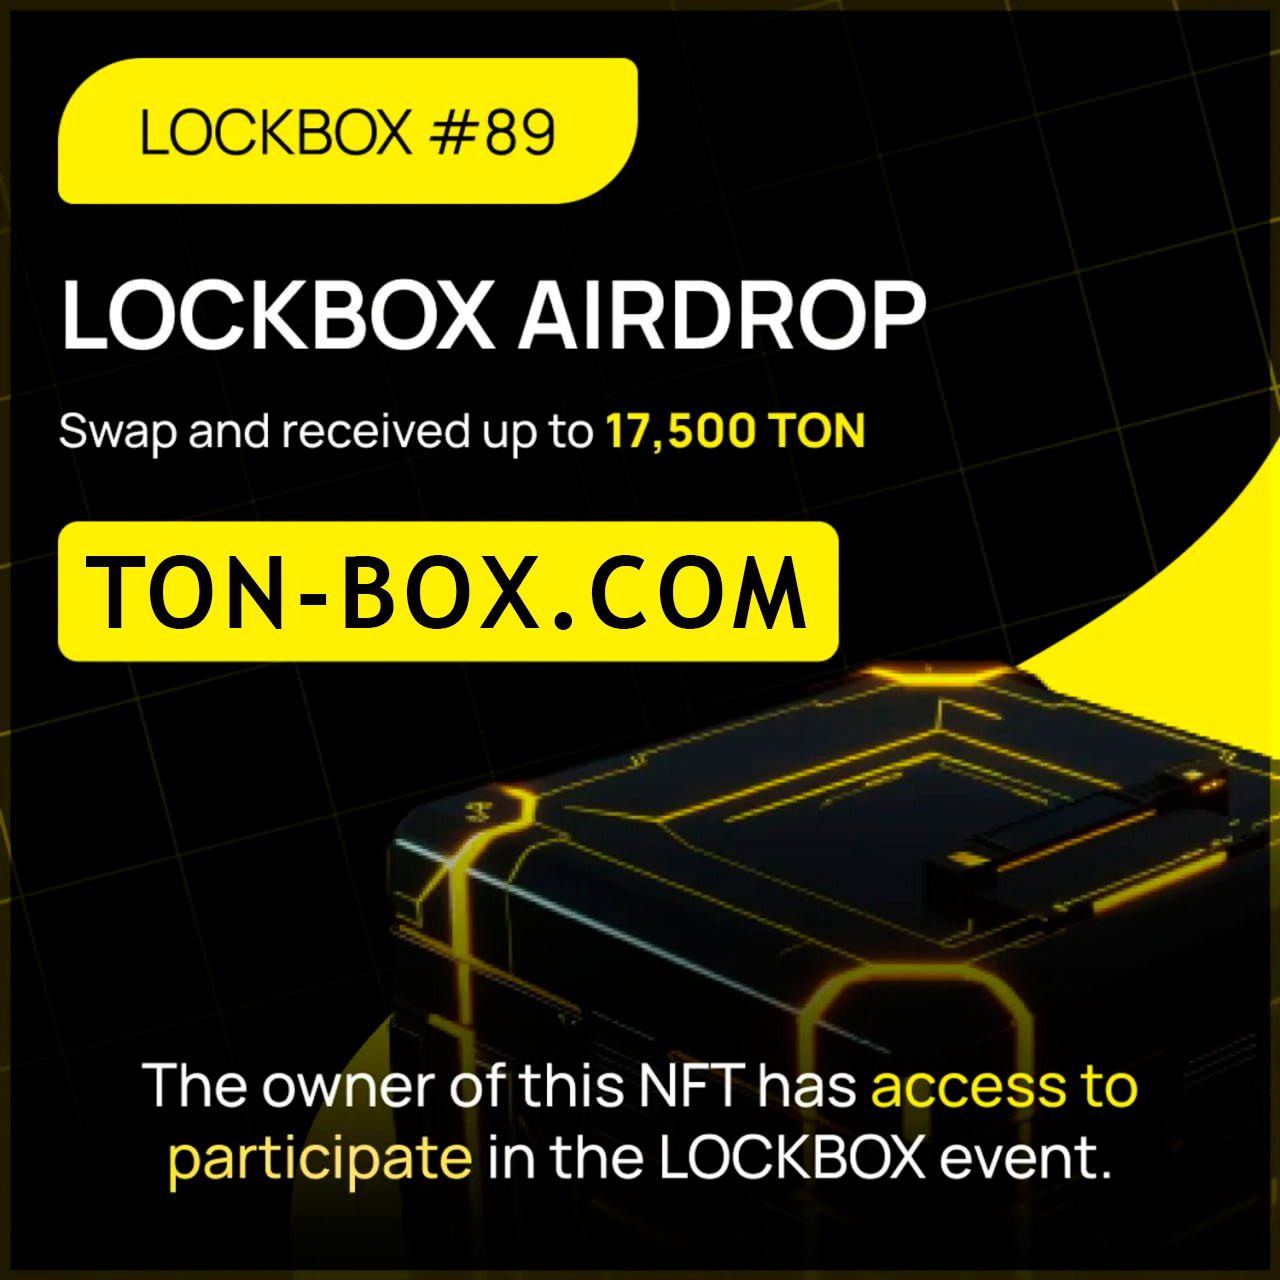 LOCKBOX #89
LOCKBOX AIRDROP
Swap and received up to 17,500 TON
TON-BOX.COM
The owner of this NFT has access to
participate in the LOCKBOX event.